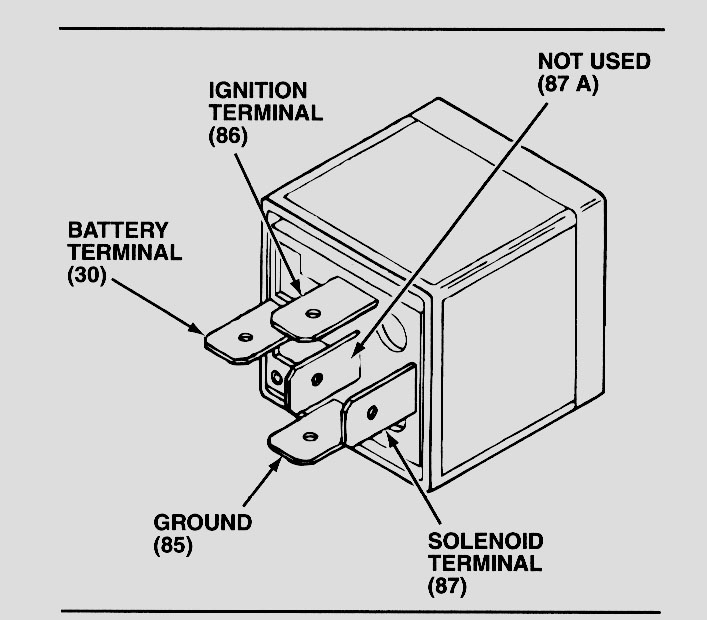 NOT USED
(87 A)
IGNITION
TERMINAL
(86)
BATTERY
TERMINAL
(30)
GROUND
(85)
SOLENOID
TERMINAL
(87)